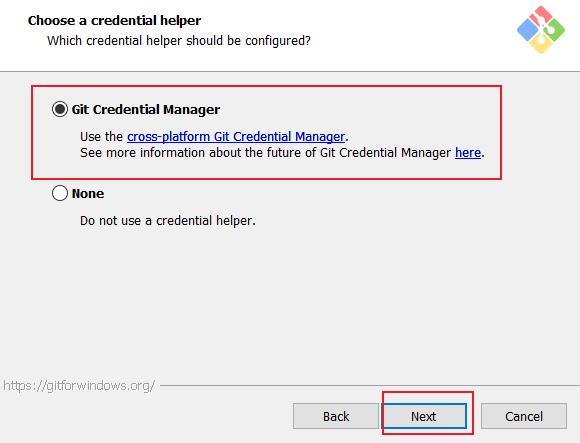 Choose a credential helper
Which credential helper should be configured?
Git Credential Manager
Use the cross-platform Git Credential Manager.
See more information about the future of Git Credential Manager here.
None
Do not use a credential helper.
https://gitforwindows.org/
Back
Next
Cancel